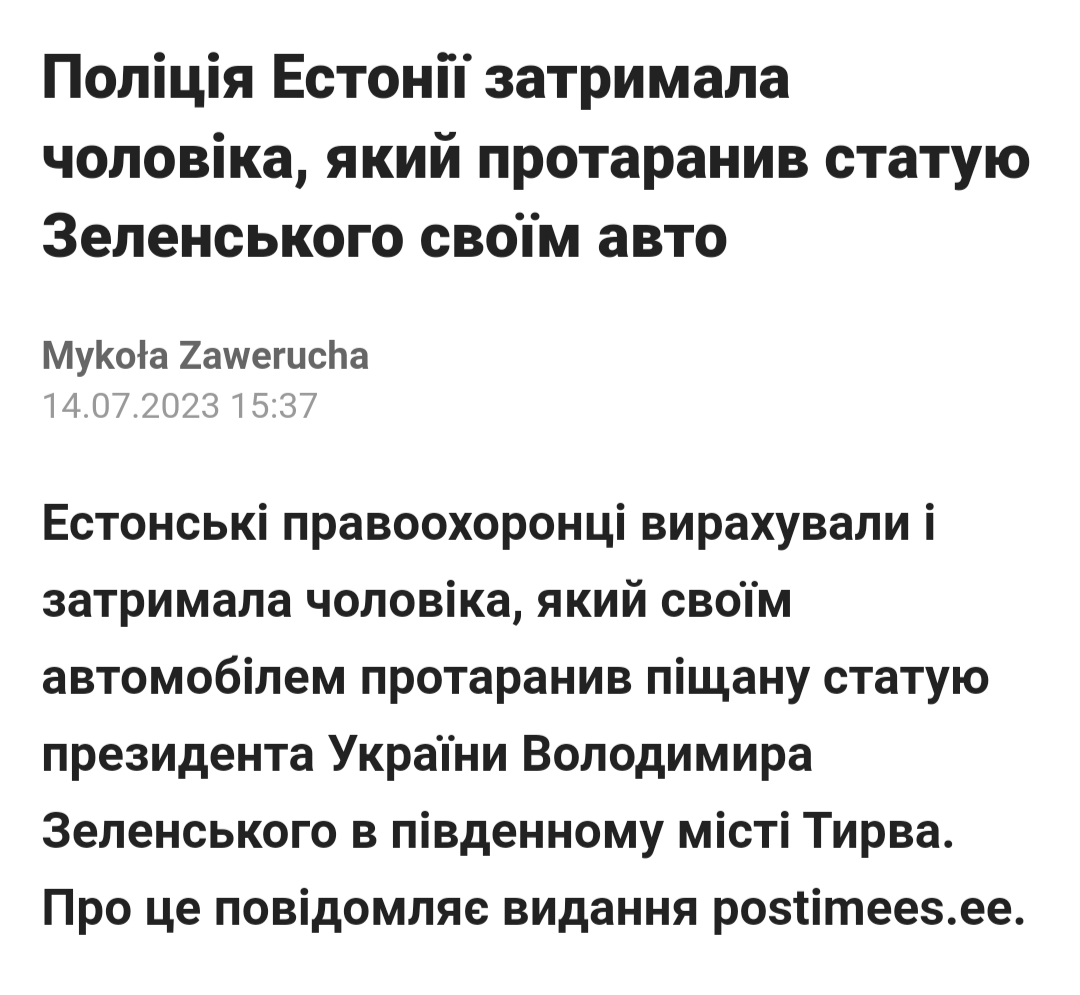 Поліція Естонії затримала
чоловіка, який протаранив статую
Зеленського своїм авто
Mykoła Zawerucha
14.07.2023 15:37
Естонські правоохоронці вирахували і
затримала чоловіка, який своїм
автомобілем протаранив піщану статую
президента України Володимира
Зеленського в південному місті Тирва.
Про це повідомляє видання postimees.ee.